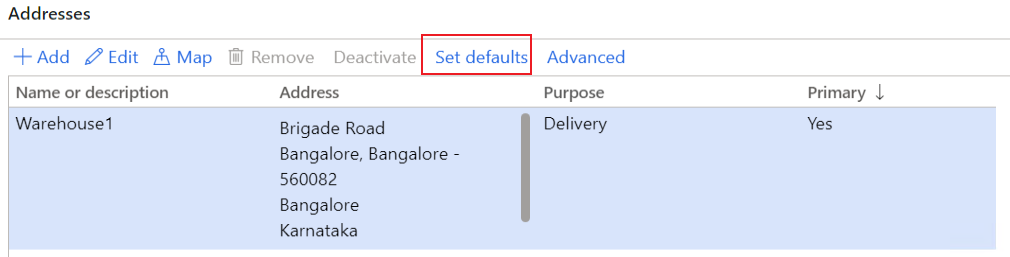 Addresses
Add Edit Map Remove Deactivate Set defaults Advanced
Name or description Address Purpose Primary
Warehouse1 Brigade Road Delivery Yes
Bangalore, Bangalore -
560082
Bangalore
Karnataka